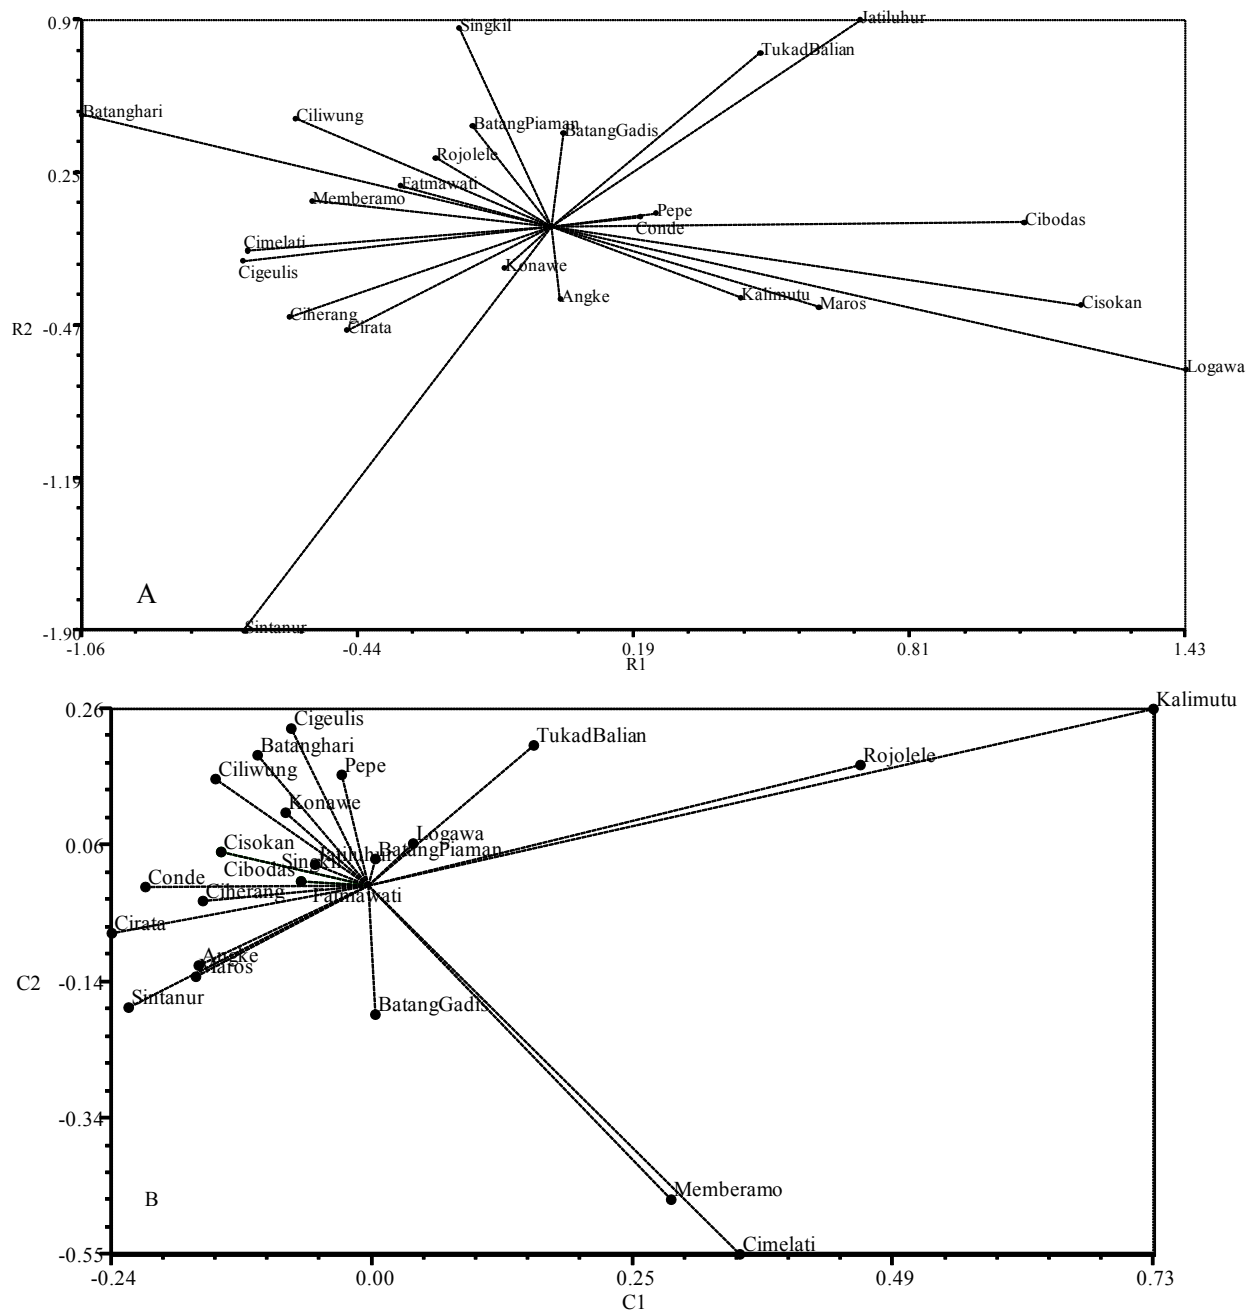 0.97
Singkil
Jatiluhur
TukadBalian
Batanghari
Ciliwung
BatangPiaman
BatangGadis
Rojolele
0.25
Fatmawati
Memberamo
Pepe
Conde
Cibodas
Cimelati
Cigeulis
Konawe
Angke
Kalimutu
Maros
Cisokan
Ciherang
Cirata
R2 -0.47
Logawa
-1.19
A
Sintanur
-1.90
-1.06 -0.44 0.19 0.81 1.43
R1
Kalimutu
0.26
Cigeulis
TukadBalian
Batanghari
Rojolele
Pepe
Ciliwung
Konawe
Logawa
0.06
Cisokan
BatangPiaman
Jatiluhur
Singkil
Cibodas
Conde
Ciherang
Fatmawati
Cirata
Angke
Maros
C2 -0.14
Sintanur
BatangGadis
-0.34
Memberamo
B
Cimelati
-0.55
-0.24 0.00 0.25 0.49 0.73
C1